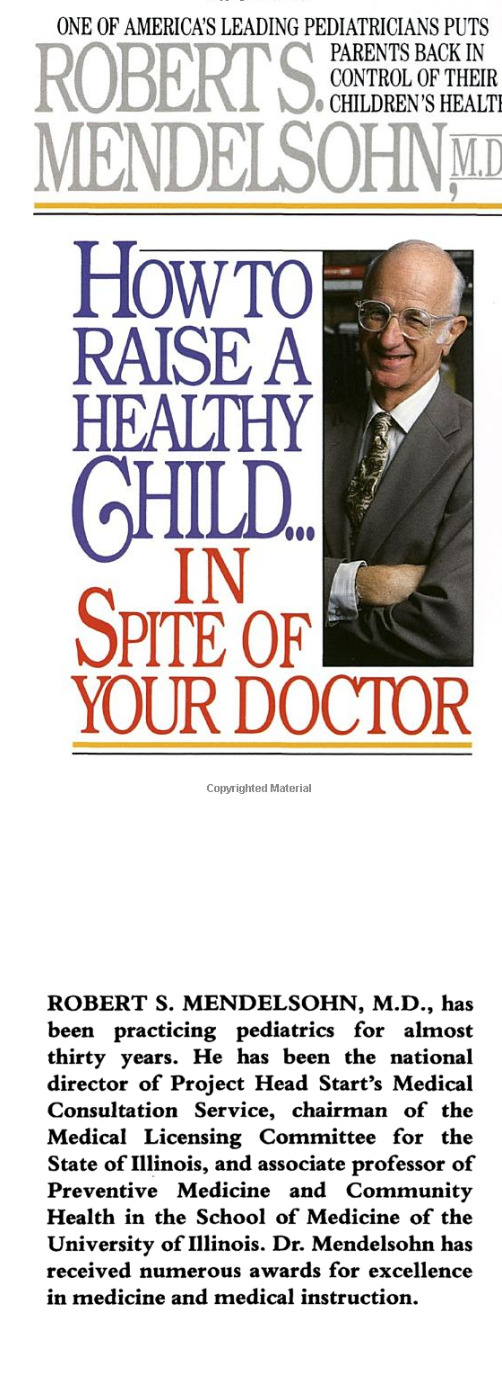 ONE OF AMERICA'S LEADING PEDIATRICIANS PUTS
PARENTS BACK IN
CONTROL OF THEIR
CHILDREN'S HEALTH
ROBERT S.
MENDELSOHN, M.D
HOW TO
RAISE A
HEALTHY
CHILD...
IN
SPITE OF
YOUR DOCTOR
Copyrighted Material
ROBERT S. MENDELSOHN, M.D., has
been practicing pediatrics for almost
thirty years. He has been the national
director of Project Head Start's Medical
Consultation Service, chairman of the
Medical Licensing Committee for the
State of Illinois, and associate professor of
Preventive Medicine and Community
Health in the School of Medicine of the
University of Illinois. Dr. Mendelsohn has
received numerous awards for excellence
in medicine and medical instruction.